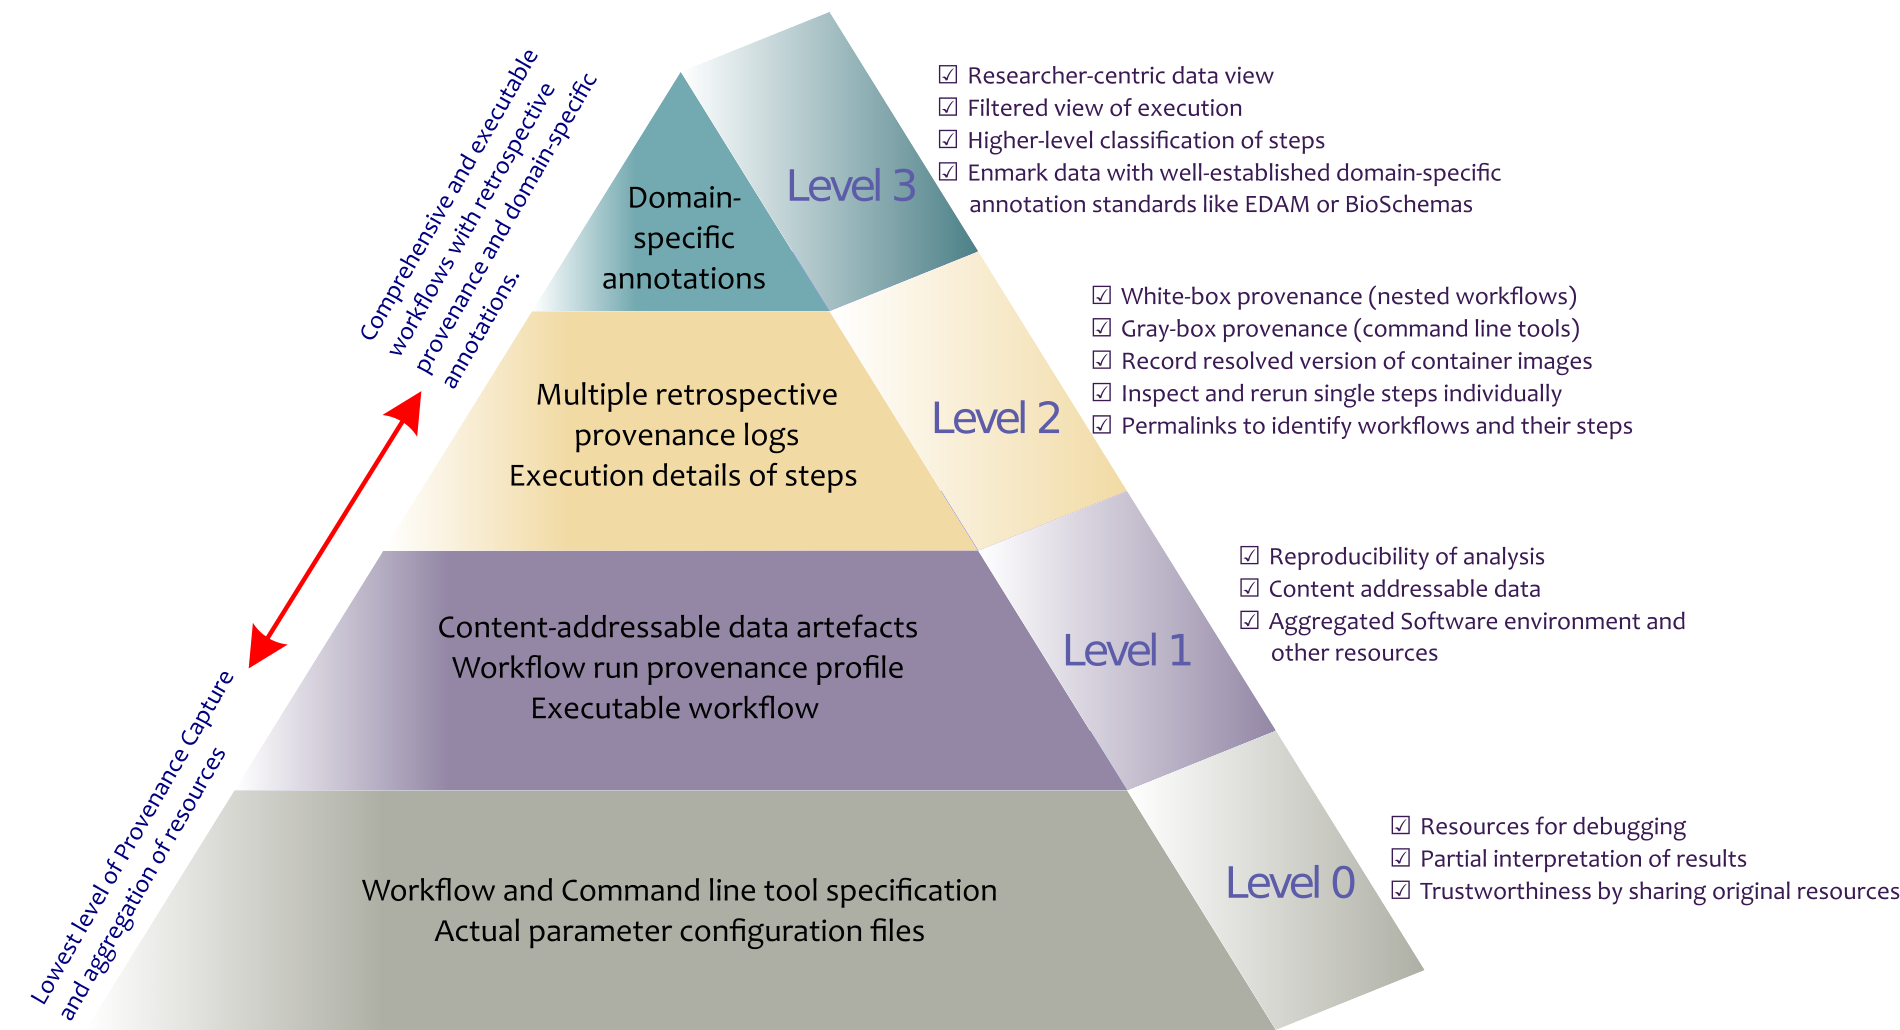 Comprehensive and executable
workflows with retrospective
provenance and domain-specific
annotations.
Lowest level of Provenance Capture
and aggregation of resources
Domain-
specific
annotations
Level 3
☑ Researcher-centric data view
☑ Filtered view of execution
☑ Higher-level classification of steps
☑ Enmark data with well-established domain-specific
annotation standards like EDAM or BioSchemas
Multiple retrospective
provenance logs
Execution details of steps
Level 2
☑ White-box provenance (nested workflows)
☑ Gray-box provenance (command line tools)
☑ Record resolved version of container images
☑ Inspect and rerun single steps individually
☑ Permalinks to identify workflows and their steps
Content-addressable data artefacts
Workflow run provenance profile
Executable workflow
Level 1
☑ Reproducibility of analysis
☑ Content addressable data
☑ Aggregated Software environment and
other resources
Workflow and Command line tool specification
Actual parameter configuration files
Level 0
☑ Resources for debugging
☑ Partial interpretation of results
☑ Trustworthiness by sharing original resources